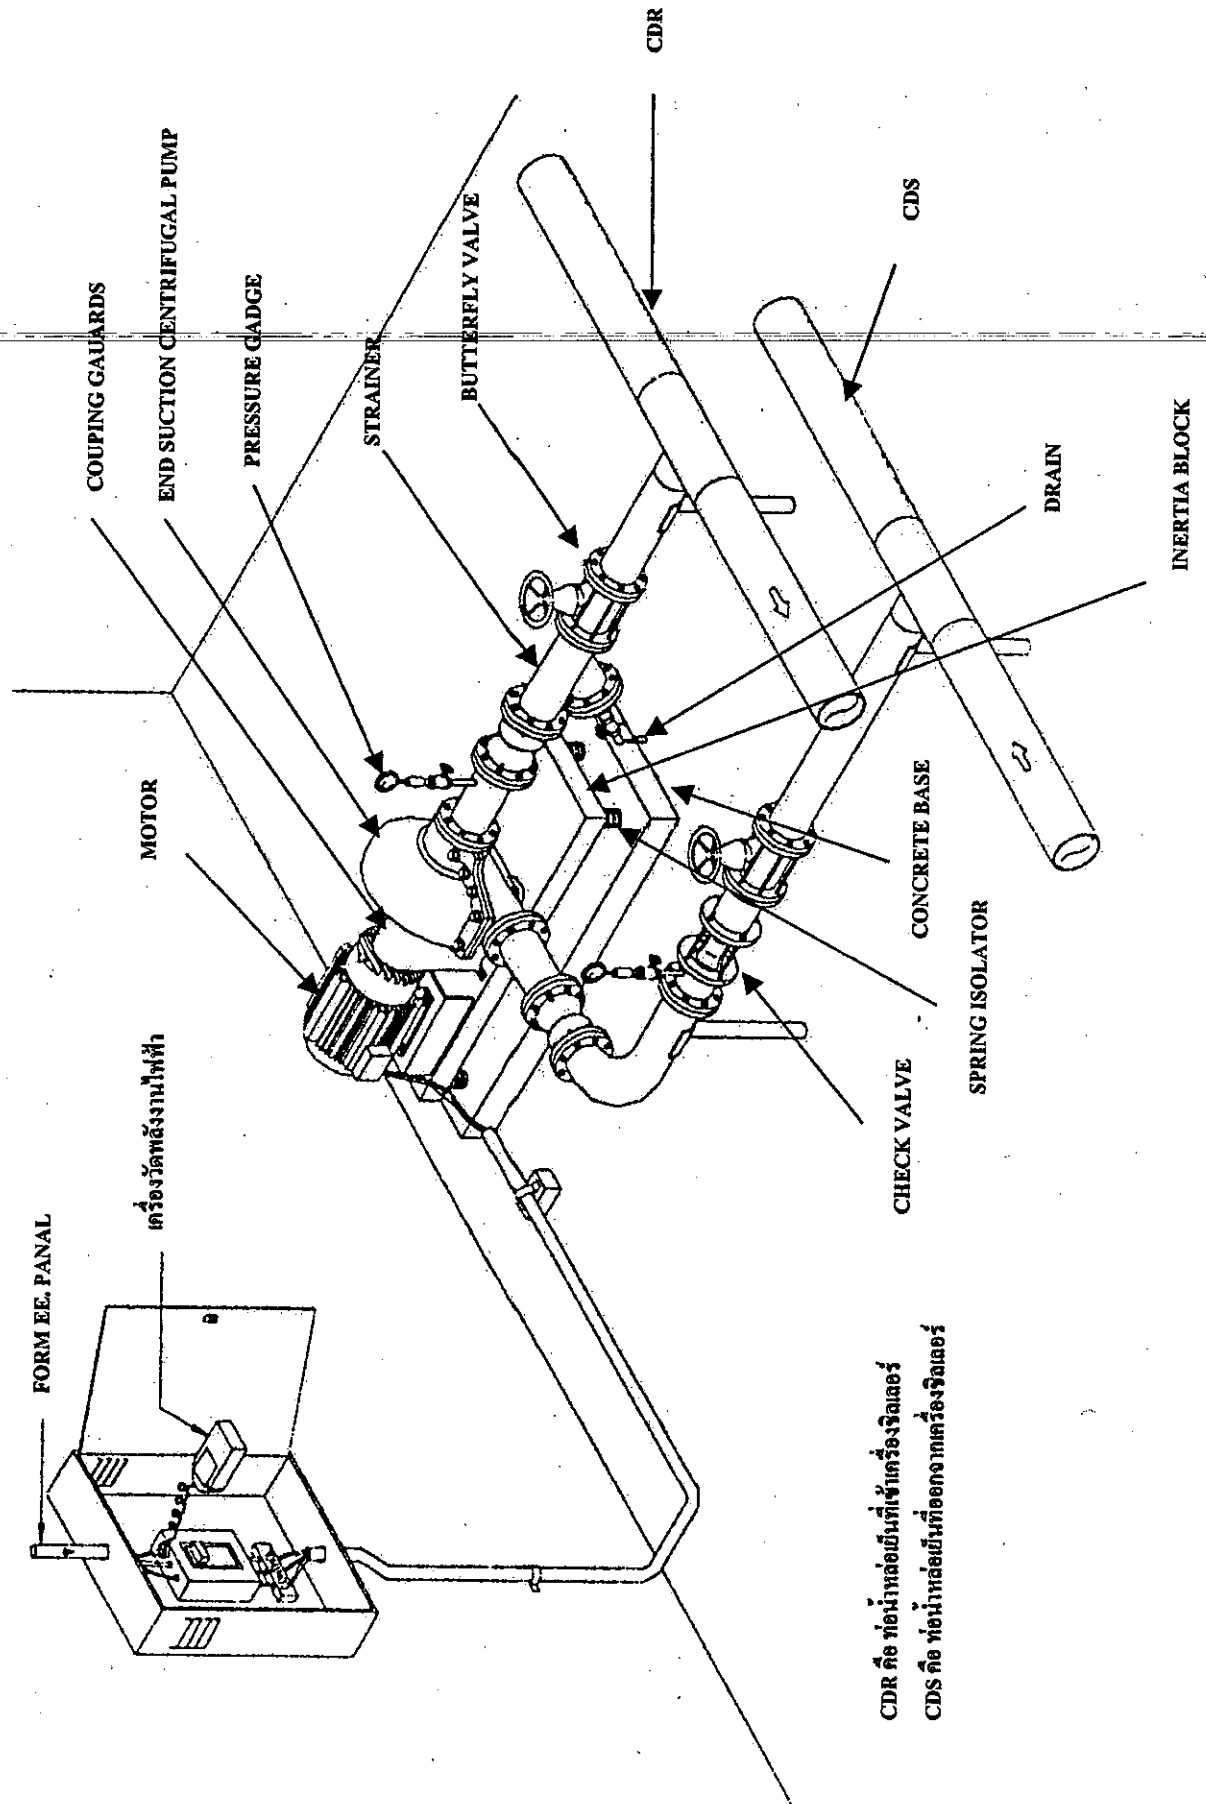 FORM EE. PANAL
เครื่องวัดพลังงานไฟฟ้า
MOTOR
COUPING GAUARDS
END SUCTION CENTRIFUGAL PUMP
PRESSURE GADGE
STRAINER
BUTTERFLY VALVE
CDR
CDS
DRAIN
INERTIA BLOCK
CONCRETE BASE
SPRING ISOLATOR
CHECK VALVE
CDR คือ ท่อน้ำหล่อเย็นที่เข้าเครื่องชิลเลอร์
CDS คือ ท่อน้ำหล่อเย็นที่ออกจากเครื่องชิลเลอร์